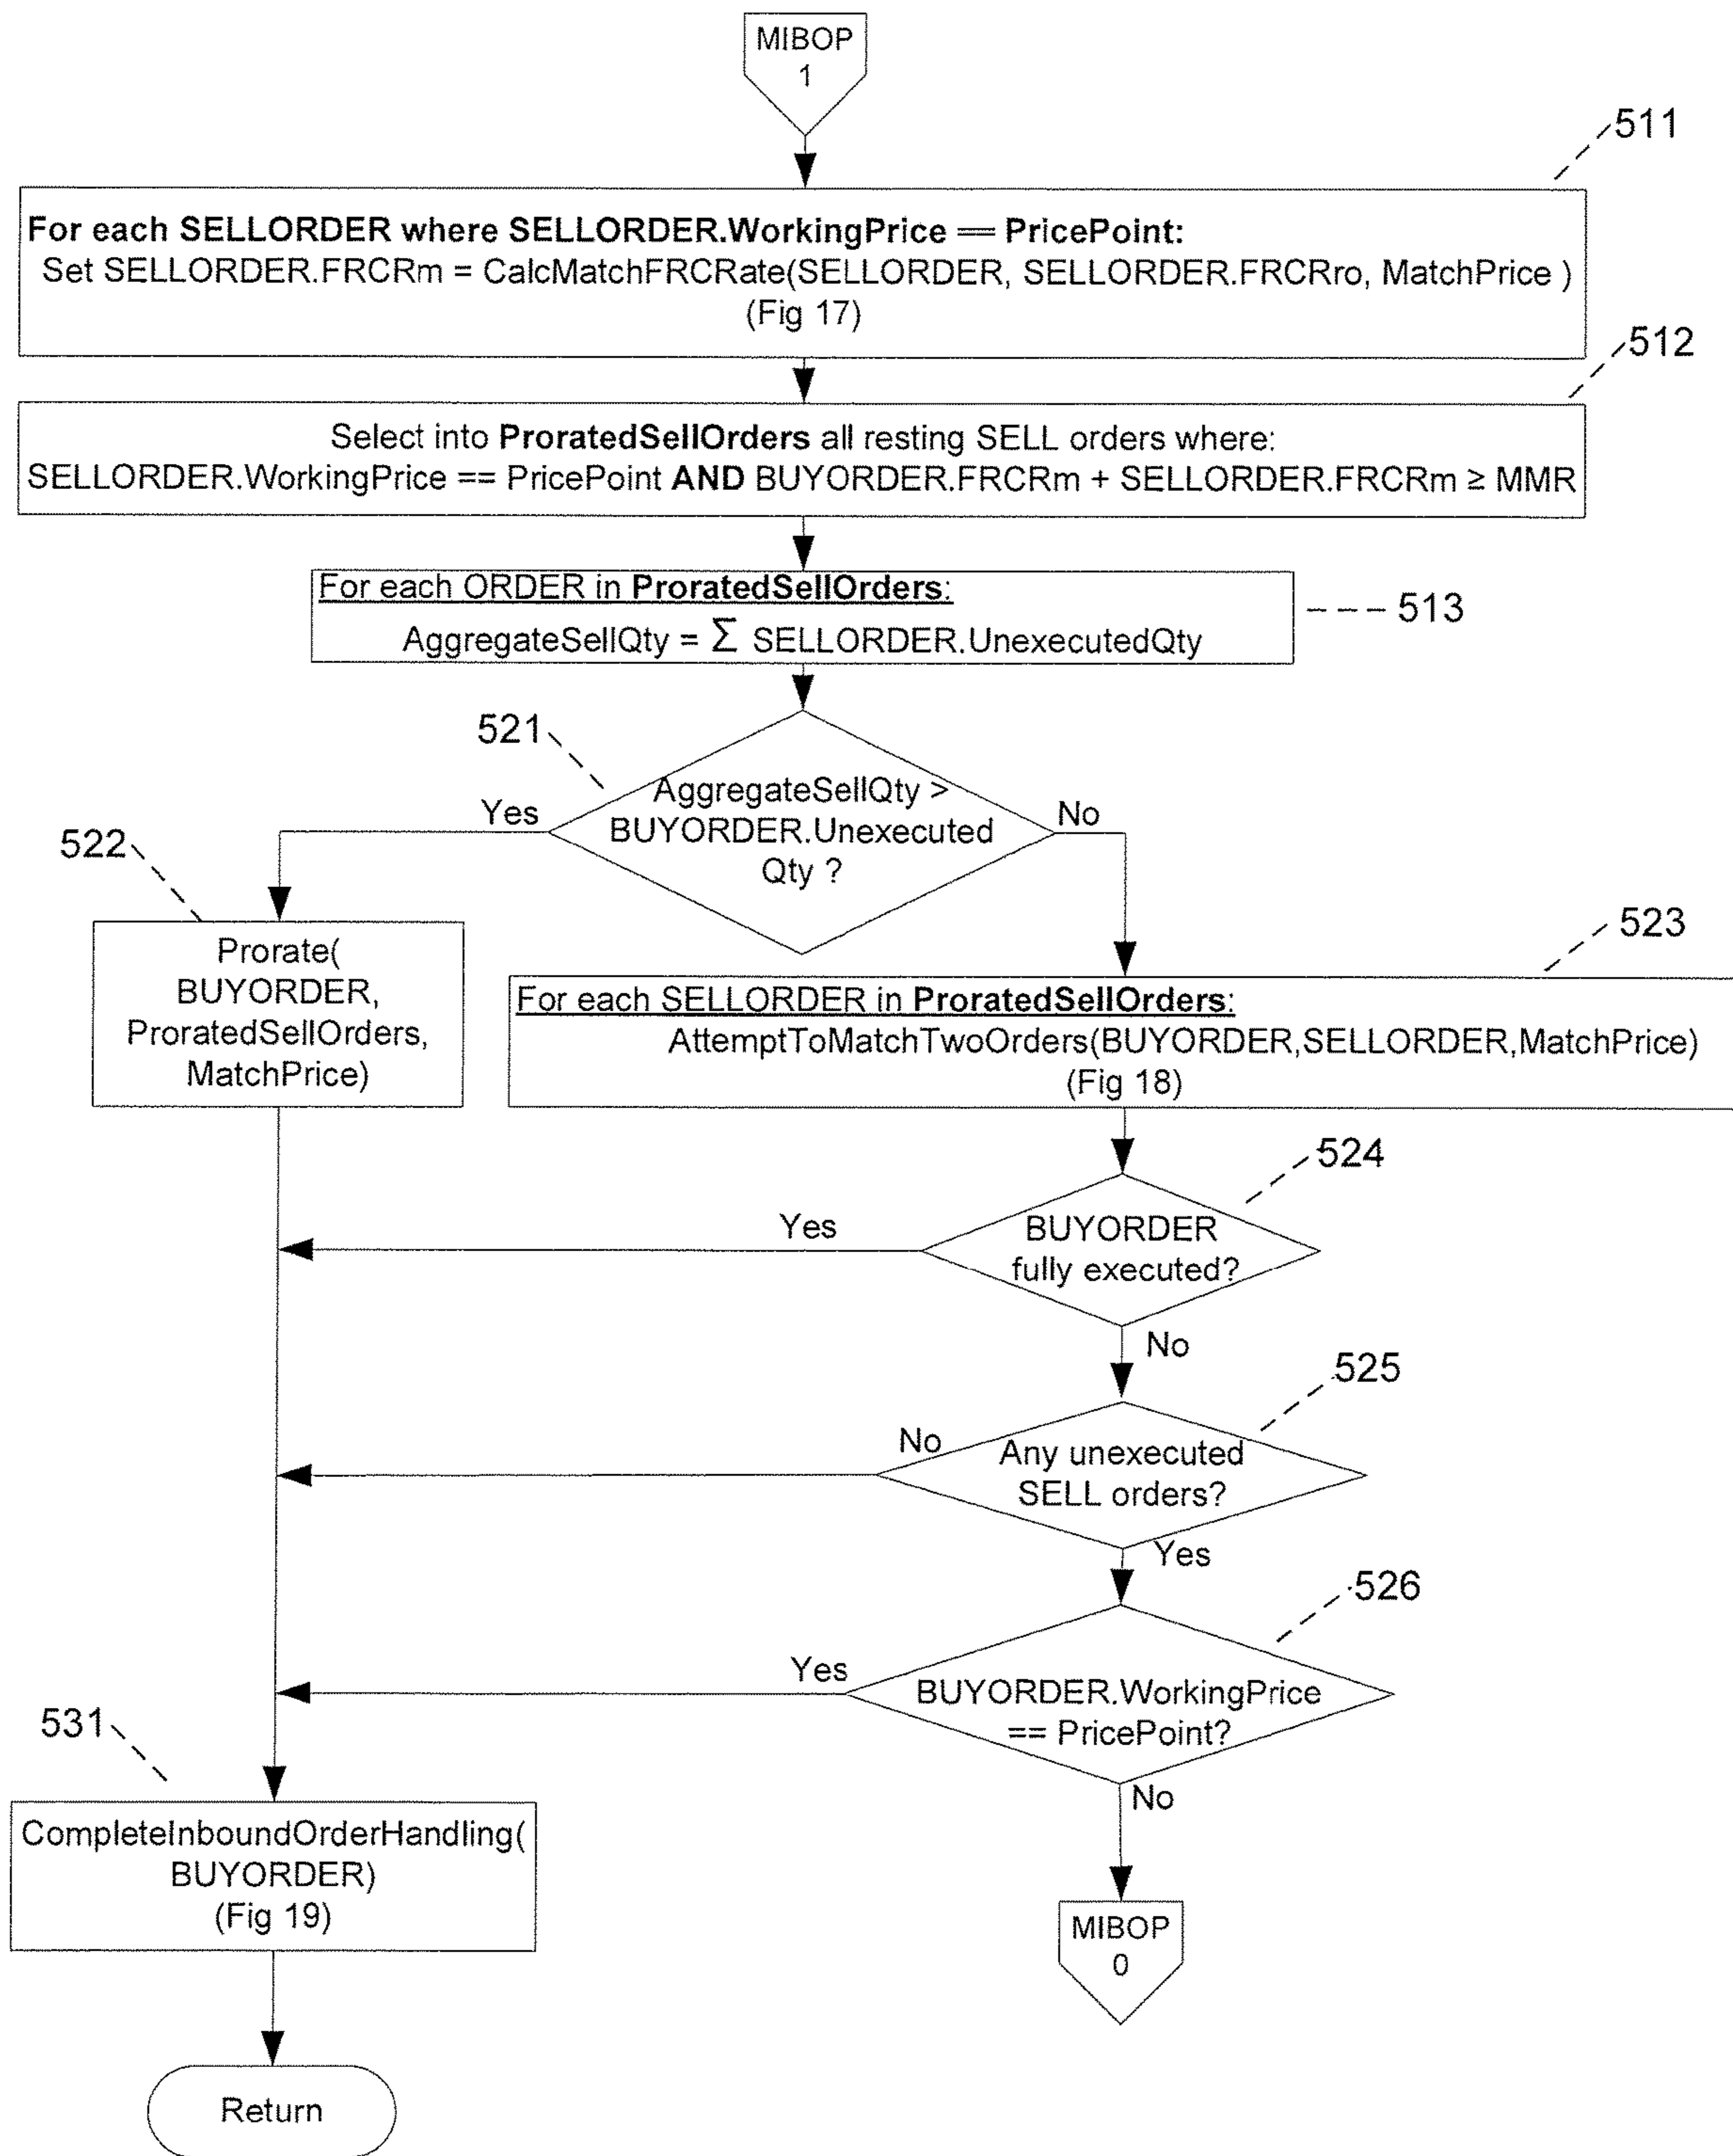 MIBOP
1
511
For each SELLORDER where SELLORDER.WorkingPrice == PricePoint:
Set SELLORDER.FRCRm = CalcMatchFRCRate(SELLORDER, SELLORDER.FRCRro, MatchPrice )
(Fig 17)
512
Select into ProratedSellOrders all resting SELL orders where:
SELLORDER.WorkingPrice == PricePoint AND BUYORDER.FRCRm + SELLORDER.FRCRm ≥ MMR
For each ORDER in ProratedSellOrders:
AggregateSellQty = Σ SELLORDER.UnexecutedQty
513
521
AggregateSellQty >
BUYORDER.Unexecuted
Qty ?
Yes
No
522
Prorate(
BUYORDER,
ProratedSellOrders,
MatchPrice)
523
For each SELLORDER in ProratedSellOrders:
AttemptToMatchTwoOrders(BUYORDER,SELLORDER,MatchPrice)
(Fig 18)
524
BUYORDER
fully executed?
Yes
No
525
Any unexecuted
SELL orders?
No
Yes
526
BUYORDER.WorkingPrice
== PricePoint?
Yes
No
531
CompleteInboundOrderHandling(
BUYORDER)
(Fig 19)
MIBOP
0
Return